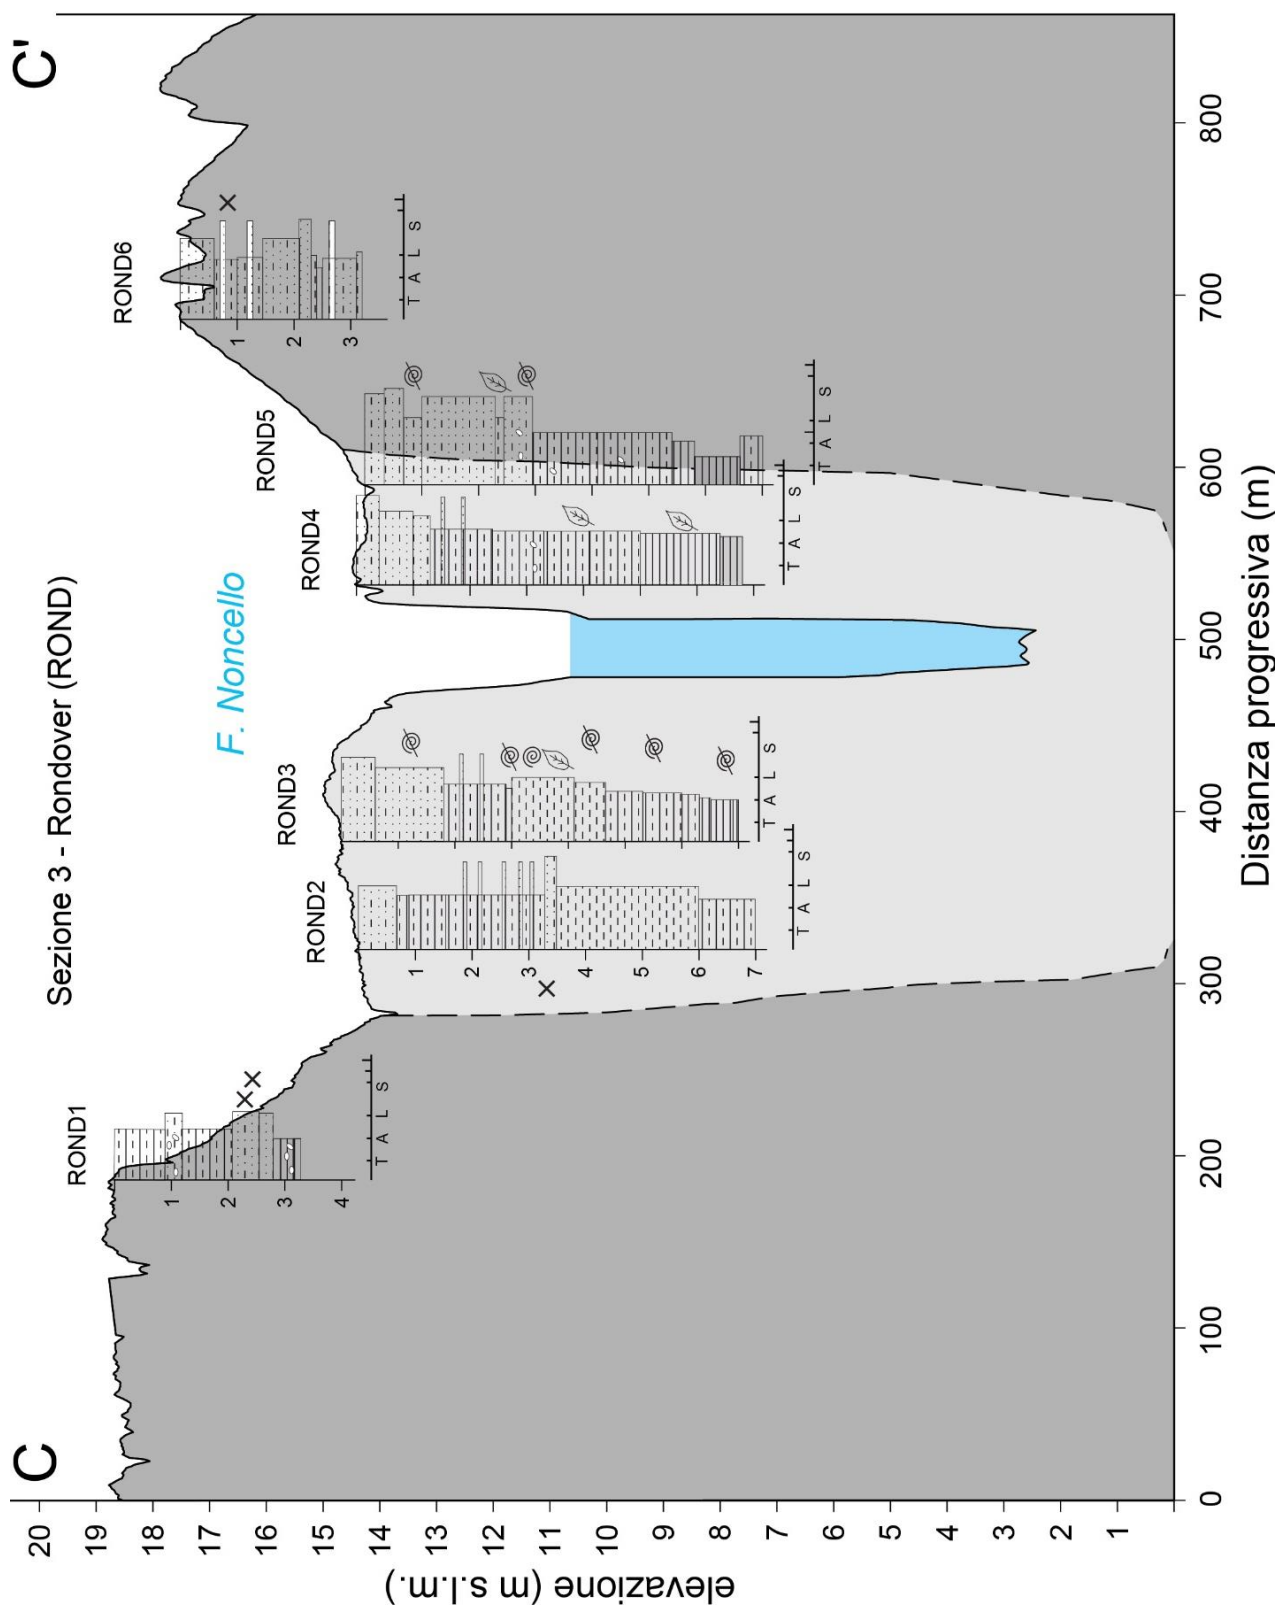 Sezione 3 - Rondover (ROND)
C
C'
F. Noncello
ROND1
ROND2
ROND3
ROND4
ROND5
ROND6
1
2
3
4
T A L S
1
2
3
4
5
6
7
T A L S
T A L S
T A L S
T A L S
1
2
3
T A L S
elevazione (m s.l.m.)
20
19
18
17
16
15
14
13
12
11
10
9
8
7
6
5
4
3
2
1
0
100
200
300
400
500
600
700
800
Distanza progressiva (m)